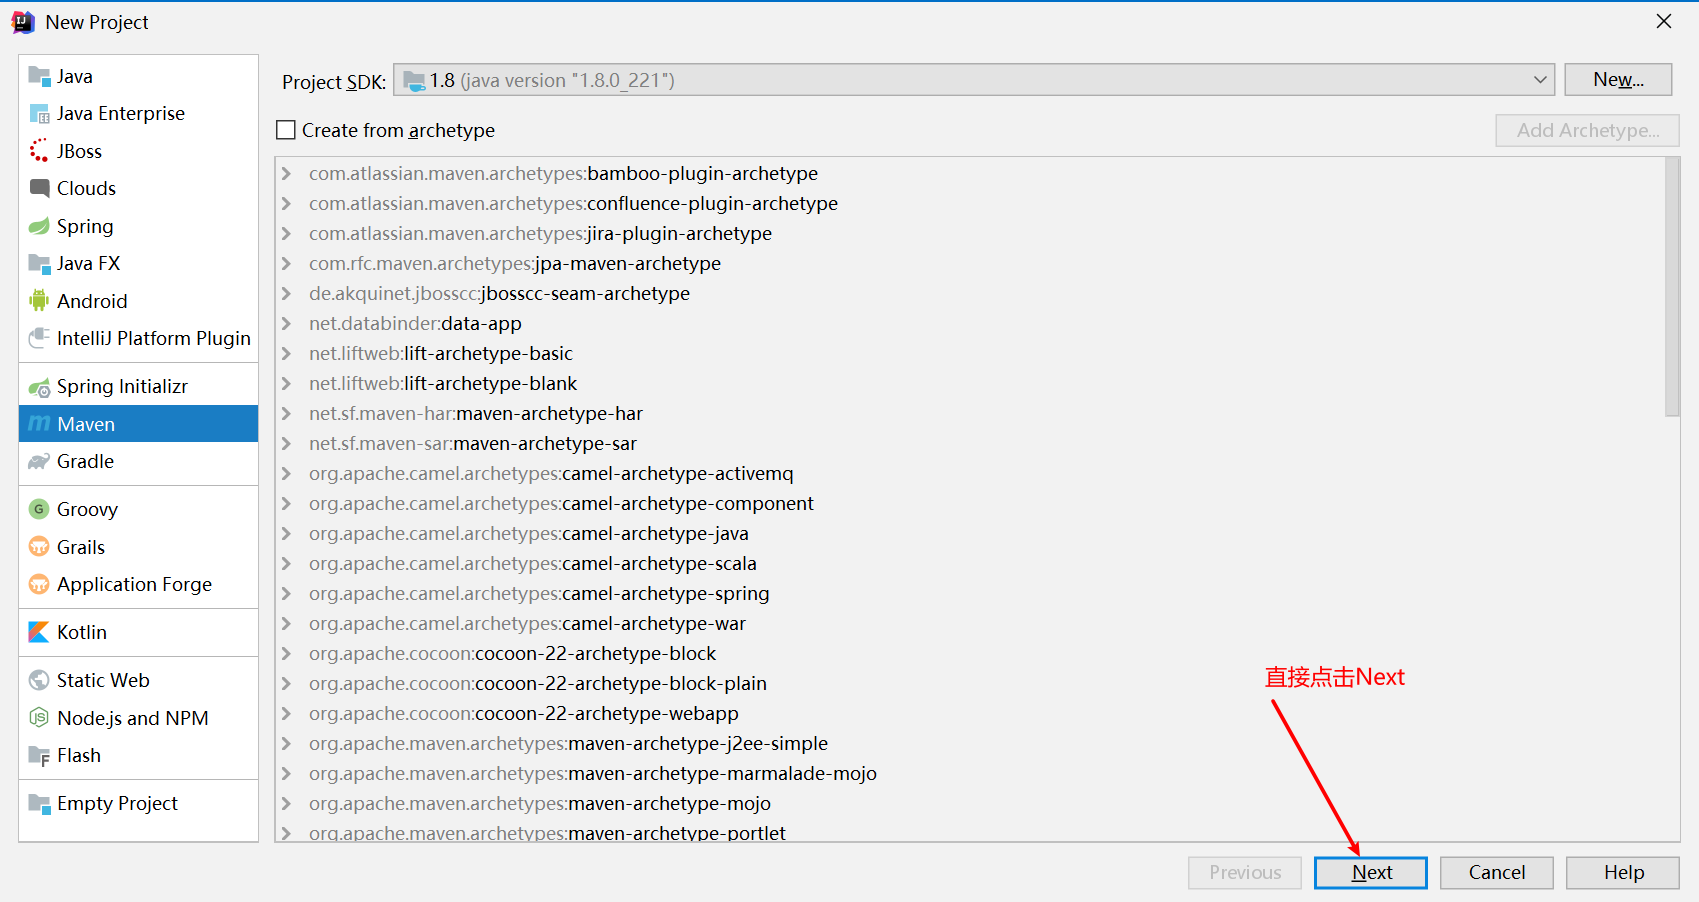 New Project
Java
Java Enterprise
JBoss
Clouds
Spring
Java FX
Android
IntelliJ Platform Plugin
Spring Initializr
Maven
Gradle
Groovy
Grails
Application Forge
Kotlin
Static Web
Node.js and NPM
Flash
Empty Project
Project SDK: 1.8 (java version "1.8.0_221") New...
Create from archetype Add Archetype...
com.atlassian.maven.archetypes:bamboo-plugin-archetype
com.atlassian.maven.archetypes:confluence-plugin-archetype
com.atlassian.maven.archetypes:jira-plugin-archetype
com.rfc.maven.archetypes:jpa-maven-archetype
de.akquinet.jbosscc:jbosscc-seam-archetype
net.databinder:data-app
net.liftweb:lift-archetype-basic
net.liftweb:lift-archetype-blank
net.sf.maven-har:maven-archetype-har
net.sf.maven-sar:maven-archetype-sar
org.apache.camel.archetypes:camel-archetype-activemq
org.apache.camel.archetypes:camel-archetype-component
org.apache.camel.archetypes:camel-archetype-java
org.apache.camel.archetypes:camel-archetype-scala
org.apache.camel.archetypes:camel-archetype-spring
org.apache.camel.archetypes:camel-archetype-war
org.apache.cocoon:cocoon-22-archetype-block
org.apache.cocoon:cocoon-22-archetype-block-plain
org.apache.cocoon:cocoon-22-archetype-webapp
org.apache.maven.archetypes:maven-archetype-j2ee-simple
org.apache.maven.archetypes:maven-archetype-marmalade-mojo
org.apache.maven.archetypes:maven-archetype-mojo
org.apache.maven.archetypes:maven-archetype-portlet
直接点击Next
Previous Next Cancel Help